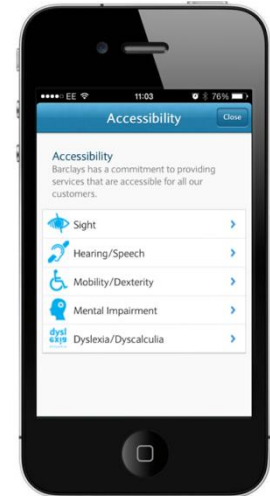 EE 11:03 76%
Accessibility Close
Accessibility
Barclays has a commitment to providing
services that are accessible for all our
customers.
Sight
Hearing/Speech
Mobility/Dexterity
Mental Impairment
dysl Dyslexia/Dyscalculia